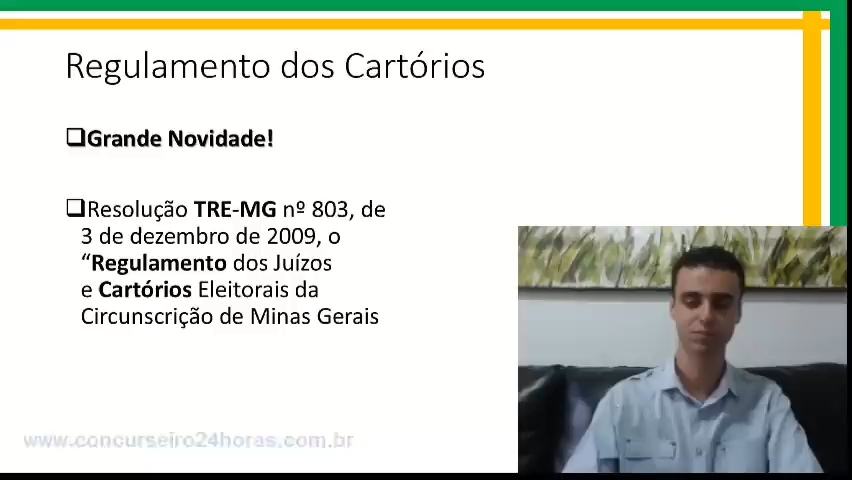 Regulamento dos Cartórios
❑Grande Novidade!
❑Resolução TRE-MG nº 803, de
3 de dezembro de 2009, o
“Regulamento dos Juízos
e Cartórios Eleitorais da
Circunscrição de Minas Gerais
www.concurseiro24horas.com.br